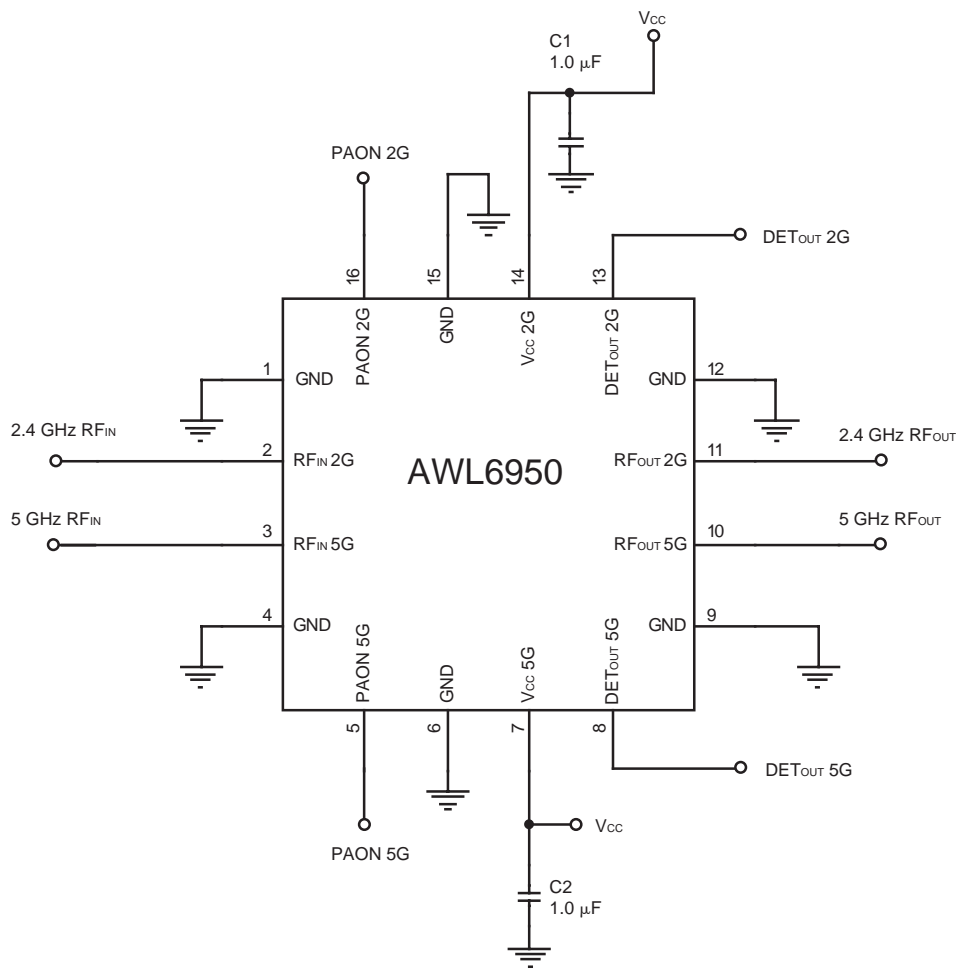 VCC
C1
1.0 μF
PAON 2G
DETOUT 2G
16
15
14
13
PAON 2G
GND
VCC 2G
DETOUT 2G
1
GND
GND
12
2.4 GHz RFIN
2
RFIN 2G
AWL6950
RFOUT 2G
11
2.4 GHz RFOUT
5 GHz RFIN
3
RFIN 5G
RFOUT 5G
10
5 GHz RFOUT
4
GND
GND
9
PAON 5G
GND
VCC 5G
DETOUT 5G
5
6
7
8
DETOUT 5G
VCC
PAON 5G
C2
1.0 μF